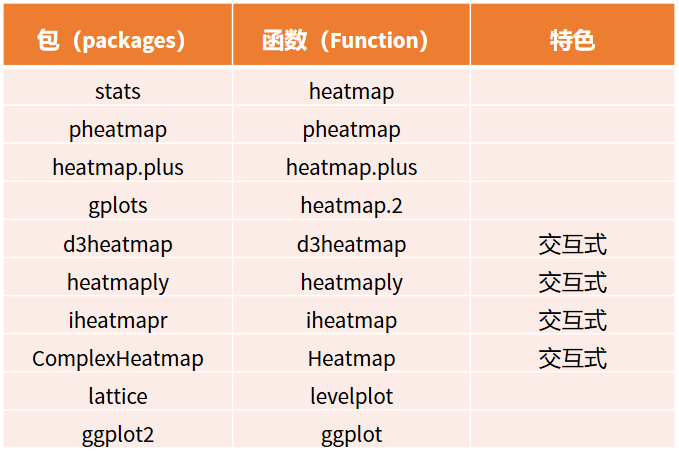 包（packages） 函数（Function） 特色
stats heatmap
pheatmap pheatmap
heatmap.plus heatmap.plus
gplots heatmap.2
d3heatmap d3heatmap 交互式
heatmaply heatmaply 交互式
iheatmapr iheatmap 交互式
ComplexHeatmap Heatmap 交互式
lattice levelplot
ggplot2 ggplot